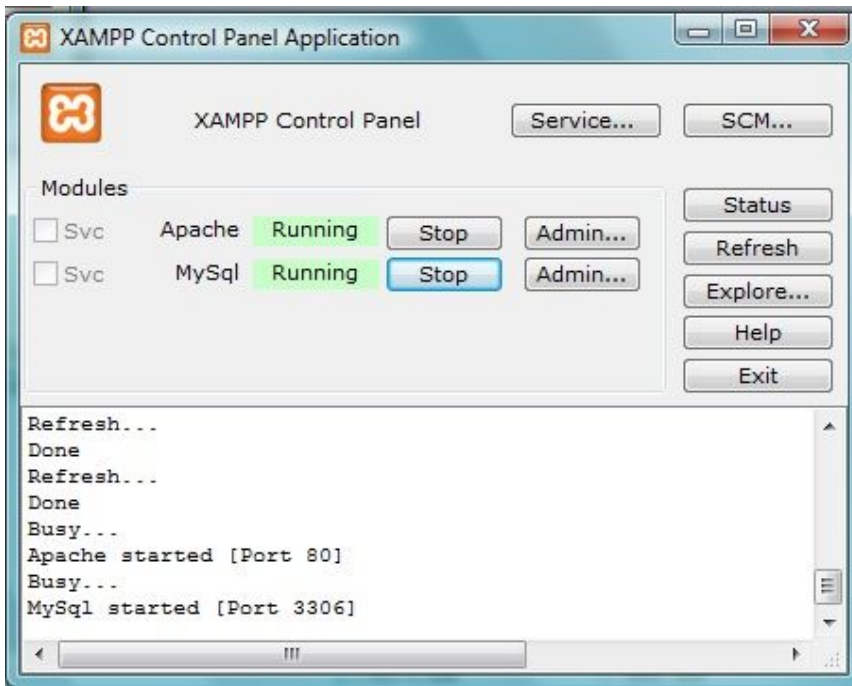 XAMPP Control Panel Application
XAMPP Control Panel
Service...
SCM...
Modules
Svc Apache Running Stop Admin...
Svc MySql Running Stop Admin...
Status
Refresh
Explore...
Help
Exit
Refresh...
Done
Refresh...
Done
Busy...
Apache started [Port 80]
Busy...
MySql started [Port 3306]